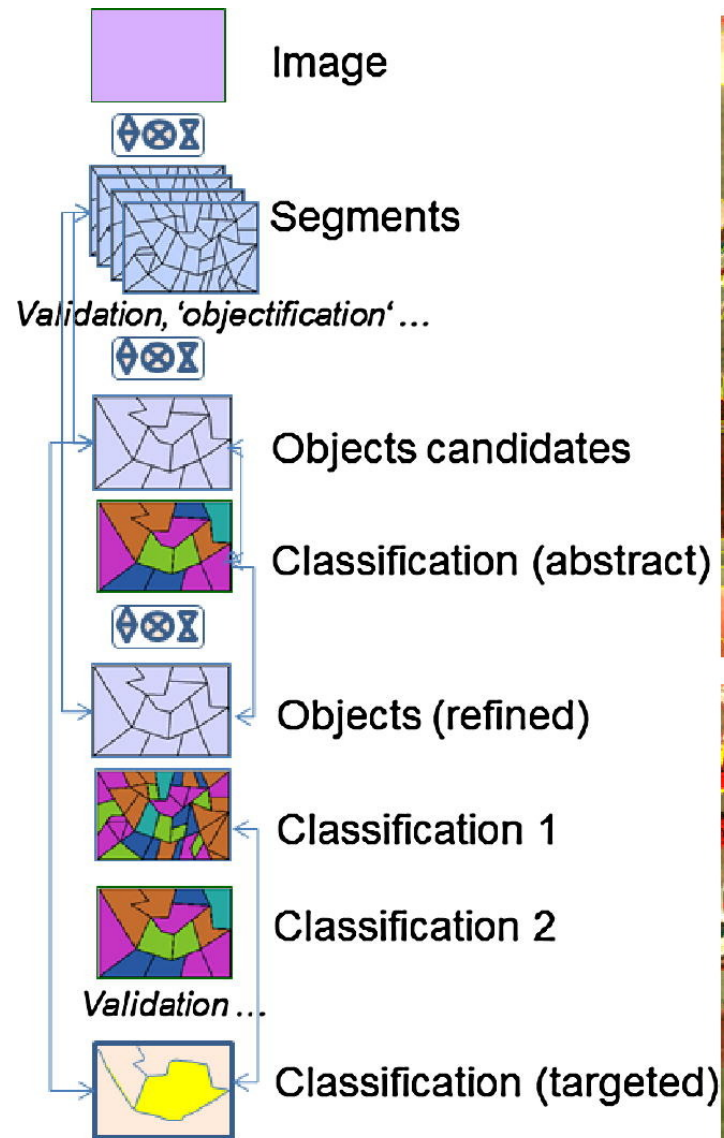 Image
Segments
Validation, ‘objectification‘ ...
Objects candidates
Classification (abstract)
Objects (refined)
Classification 1
Classification 2
Validation ...
Classification (targeted)